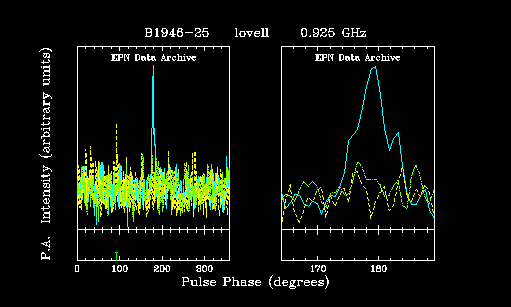 B1946-25 lovell 0.925 GHz
EPN Data Archive EPN Data Archive
Intensity (arbitrary units)
P.A.
0 100 200 300 170 180
Pulse Phase (degrees)